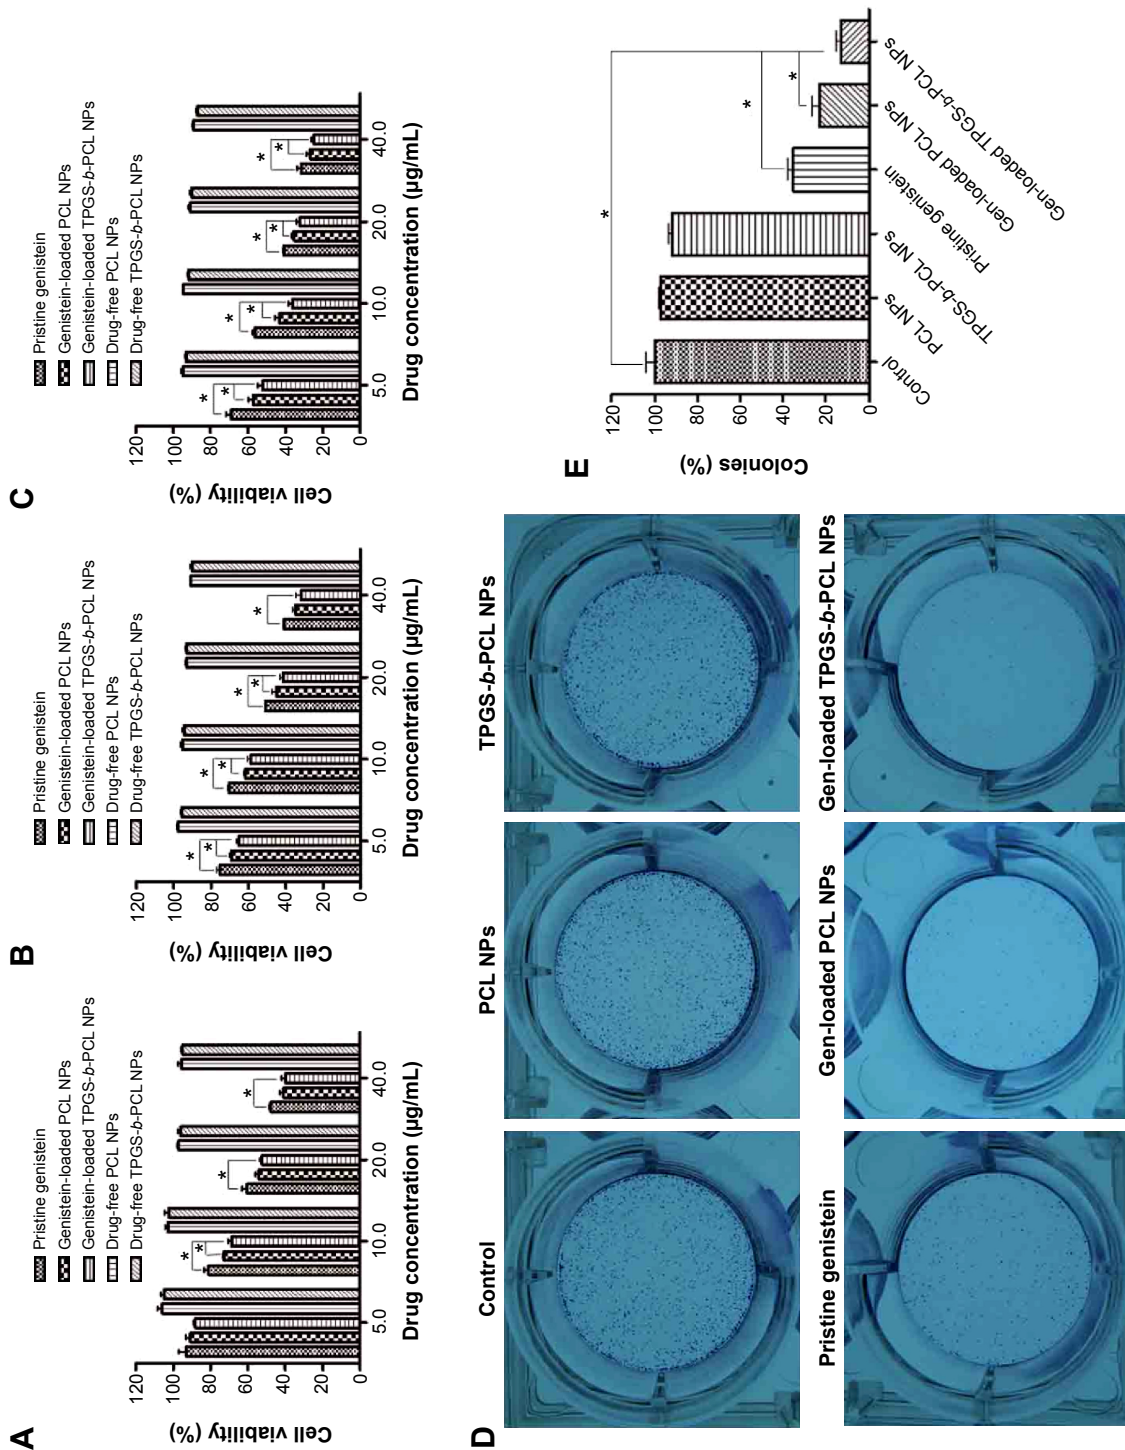 A
Pristine genistein
Genistein-loaded PCL NPs
Genistein-loaded TPGS-b-PCL NPs
Drug-free PCL NPs
Drug-free TPGS-b-PCL NPs
Cell viability (%)
120
100
80
60
40
20
0
*
*
*
*
*
5.0
10.0
20.0
40.0
Drug concentration (µg/mL)
B
Pristine genistein
Genistein-loaded PCL NPs
Genistein-loaded TPGS-b-PCL NPs
Drug-free PCL NPs
Drug-free TPGS-b-PCL NPs
Cell viability (%)
120
100
80
60
40
20
0
*
*
*
*
*
*
*
5.0
10.0
20.0
40.0
Drug concentration (µg/mL)
C
Pristine genistein
Genistein-loaded PCL NPs
Genistein-loaded TPGS-b-PCL NPs
Drug-free PCL NPs
Drug-free TPGS-b-PCL NPs
Cell viability (%)
120
100
80
60
40
20
0
*
*
*
*
*
*
*
*
5.0
10.0
20.0
40.0
Drug concentration (µg/mL)
D
Control
PCL NPs
TPGS-b-PCL NPs
Pristine genistein
Gen-loaded PCL NPs
Gen-loaded TPGS-b-PCL NPs
E
Colonies (%)
120
100
80
60
40
20
0
*
*
*
Control
PCL NPs
TPGS-b-PCL NPs
Pristine genistein
Gen-loaded PCL NPs
Gen-loaded TPGS-b-PCL NPs